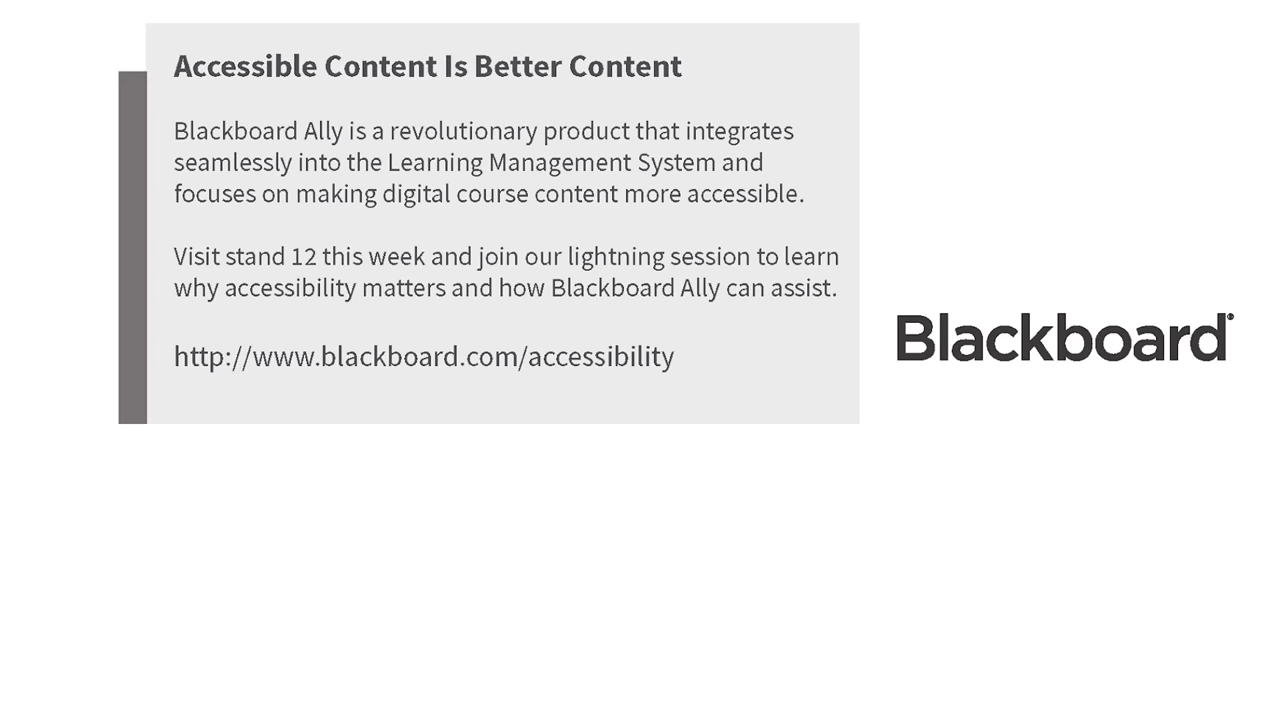 Accessible Content Is Better Content
Blackboard Ally is a revolutionary product that integrates
seamlessly into the Learning Management System and
focuses on making digital course content more accessible.
Visit stand 12 this week and join our lightning session to learn
why accessibility matters and how Blackboard Ally can assist.
http://www.blackboard.com/accessibility
Blackboard®